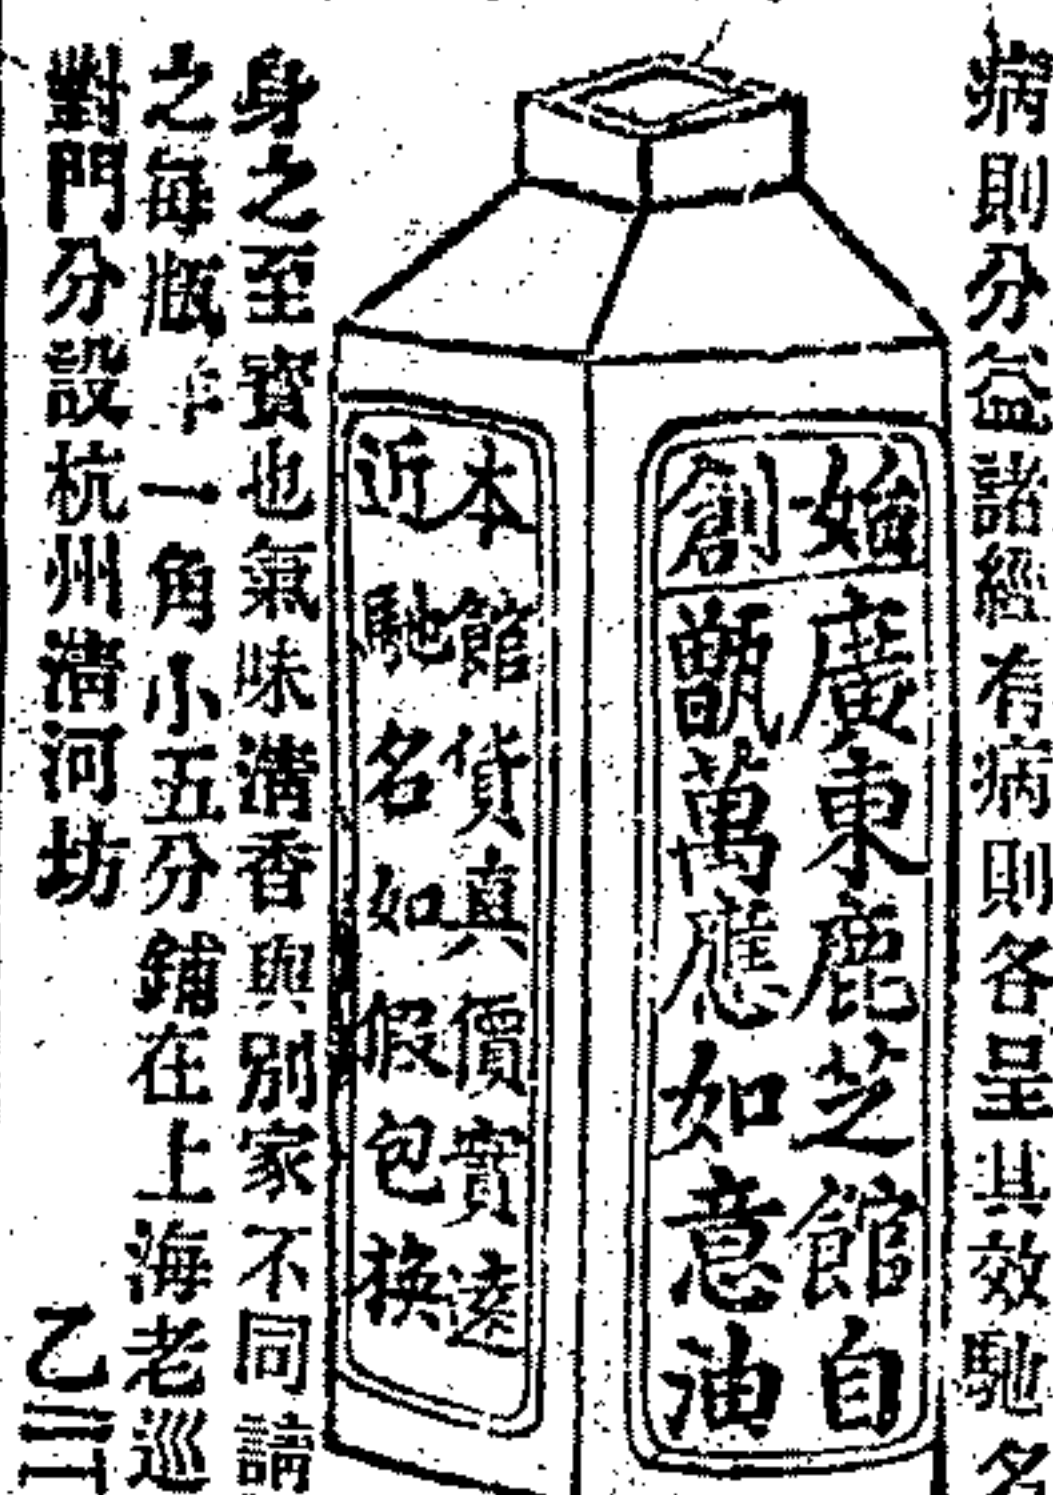 病則分益諸經有病則各呈其效馳名
始創
廣東鹿芝館自
甑萬應如意油
本館貨真價實遠
近馳名如假包換
身之至寶也氣味清香與別家不同請
之每瓶洋一角小五分鋪在上海老巡
對門分設杭州清河坊
乙三